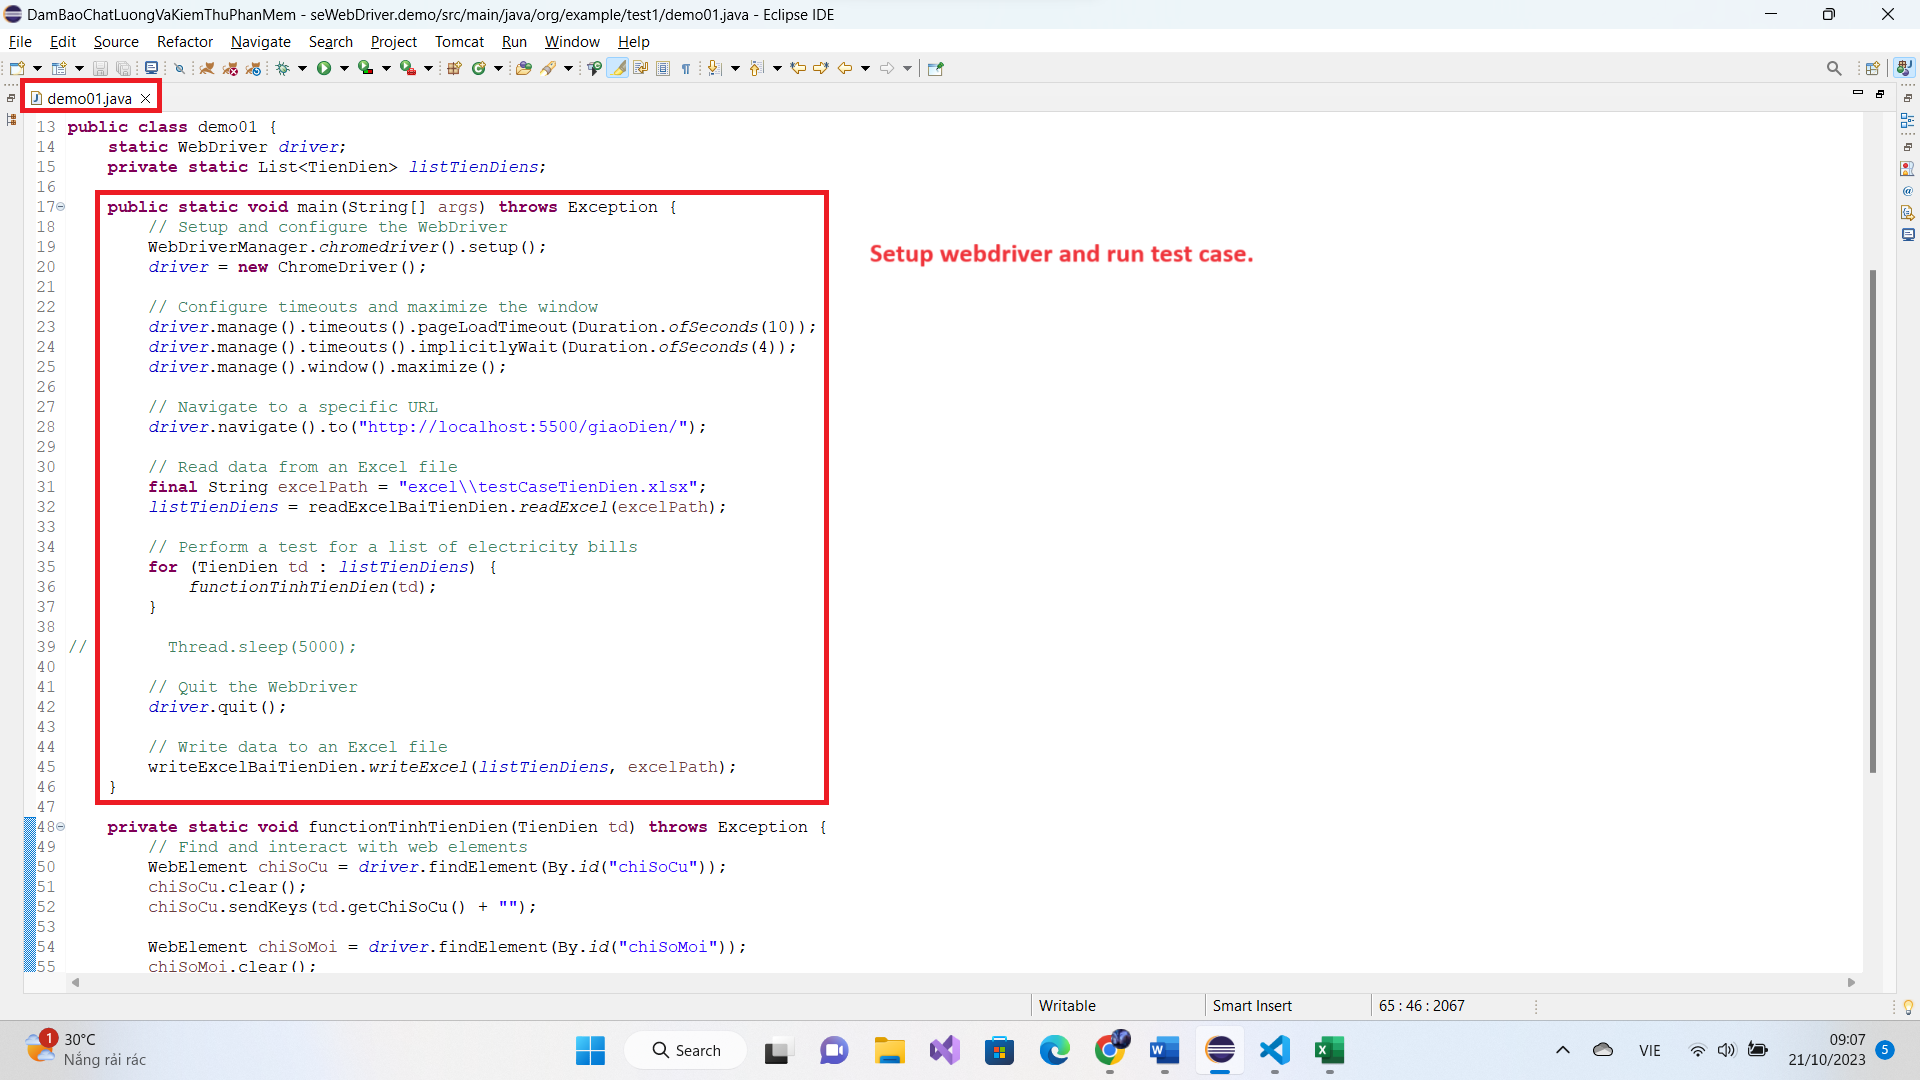 DamBaoChatLuongVaKiemThuPhanMem - seWebDriver.demo/src/main/java/org/example/test1/demo01.java - Eclipse IDE
File Edit Source Refactor Navigate Search Project Tomcat Run Window Help
demo01.java
13 public class demo01 {
14     static WebDriver driver;
15     private static List<TienDien> listTienDiens;
16
17     public static void main(String[] args) throws Exception {
18         // Setup and configure the WebDriver
19         WebDriverManager.chromedriver().setup();
20         driver = new ChromeDriver();
21
22         // Configure timeouts and maximize the window
23         driver.manage().timeouts().pageLoadTimeout(Duration.ofSeconds(10));
24         driver.manage().timeouts().implicitlyWait(Duration.ofSeconds(4));
25         driver.manage().window().maximize();
26
27         // Navigate to a specific URL
28         driver.navigate().to("http://localhost:5500/giaoDien/");
29
30         // Read data from an Excel file
31         final String excelPath = "excel\\testCaseTienDien.xlsx";
32         listTienDiens = readExcelBaiTienDien.readExcel(excelPath);
33
34         // Perform a test for a list of electricity bills
35         for (TienDien td : listTienDiens) {
36             functionTinhTienDien(td);
37         }
38
39 //        Thread.sleep(5000);
40
41         // Quit the WebDriver
42         driver.quit();
43
44         // Write data to an Excel file
45         writeExcelBaiTienDien.writeExcel(listTienDiens, excelPath);
46     }
47
48     private static void functionTinhTienDien(TienDien td) throws Exception {
49         // Find and interact with web elements
50         WebElement chiSoCu = driver.findElement(By.id("chiSoCu"));
51         chiSoCu.clear();
52         chiSoCu.sendKeys(td.getChiSoCu() + "");
53
54         WebElement chiSoMoi = driver.findElement(By.id("chiSoMoi"));
55         chiSoMoi.clear();
Setup webdriver and run test case.
Writable Smart Insert 65 : 46 : 2067
1 30°C
Nắng rải rác
Search
VIE
09:07
21/10/2023
5